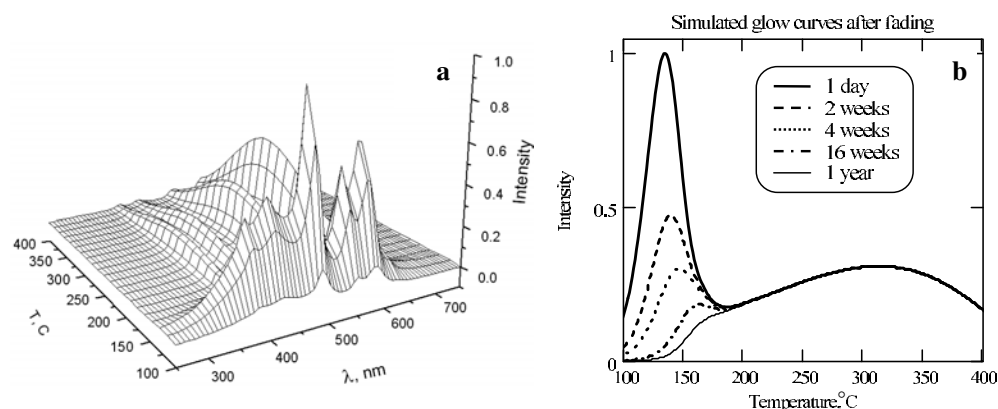 a
1.0
0.8
0.6
0.4
0.2
0.0
Intensity
400
350
300
250
200
150
100
T, C
300
400
500
600
700
λ, nm
Simulated glow curves after fading
b
1 day
2 weeks
4 weeks
16 weeks
1 year
1
0.5
0
Intensity
100 150 200 250 300 350 400
Temperature,°C